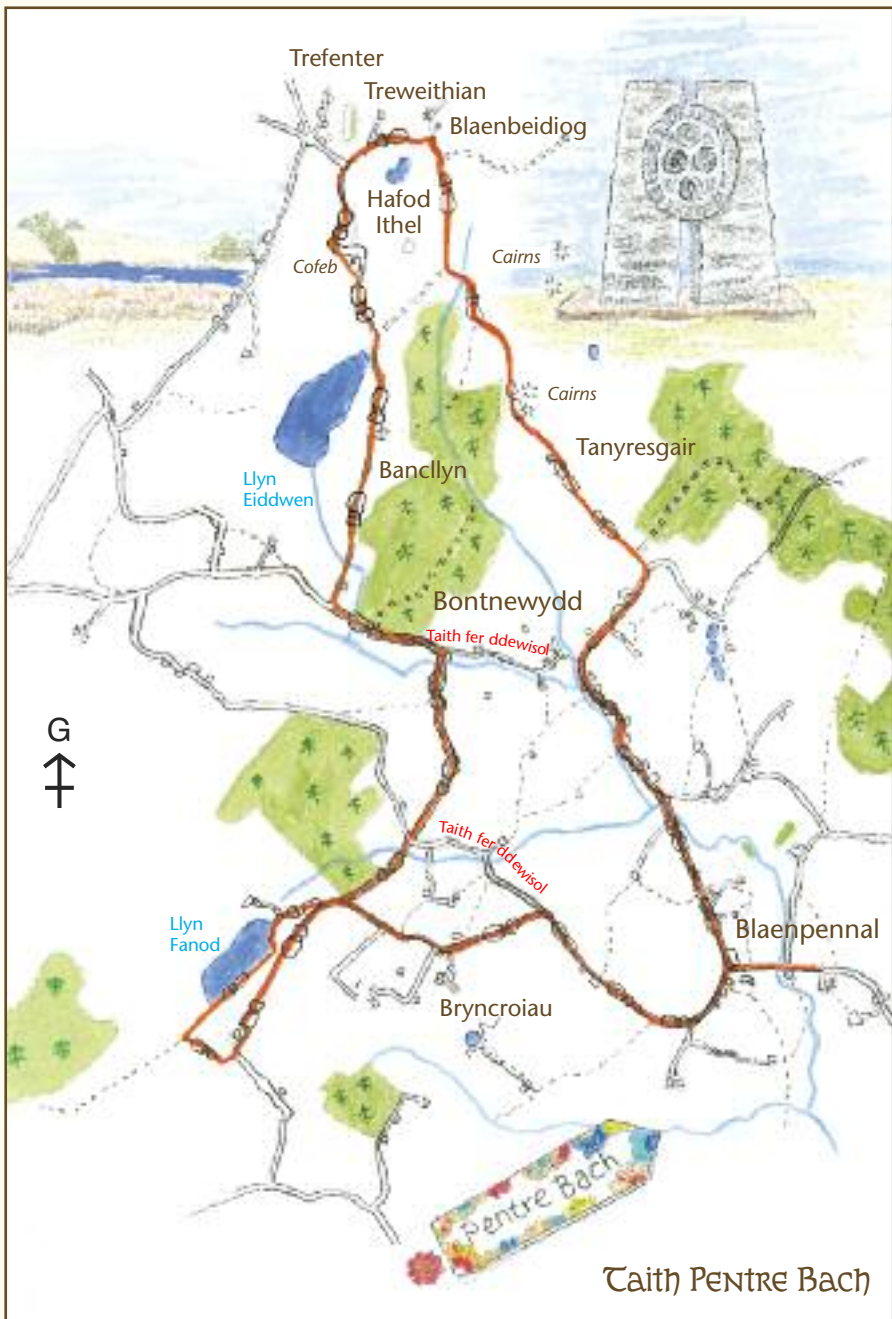 Trefenter
Treweithian
Blaenbeidiog
Hafod
Ithel
Cofeb
Cairns
Cairns
Tanyresgair
Bancllyn
Llyn
Eiddwen
Bontnewydd
Taith fer ddewisol
G
Taith fer ddewisol
Llyn
Fanod
Blaenpennal
Bryncroiau
Pentre Bach
Taith Pentre Bach